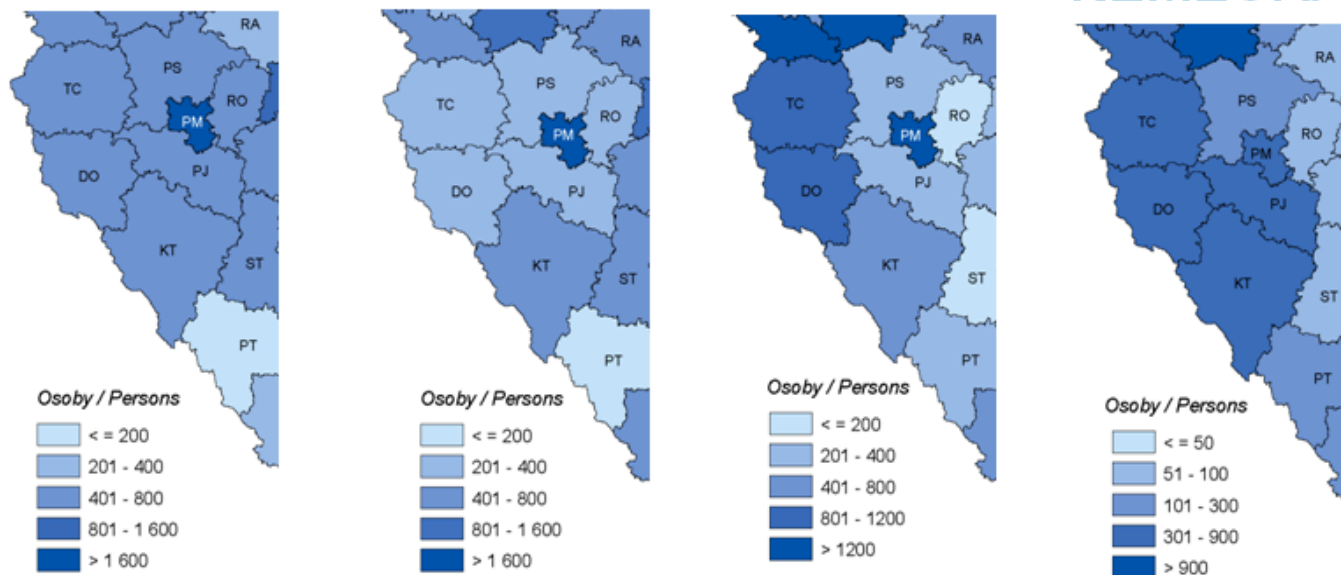 RA
PS
TC
RO
PM
DO
PJ
KT
ST
PT
Osoby / Persons
< = 200
201 - 400
401 - 800
801 - 1 600
> 1 600
RA
PS
TC
RO
PM
DO
PJ
KT
ST
PT
Osoby / Persons
< = 200
201 - 400
401 - 800
801 - 1 600
> 1 600
RA
PS
TC
RO
PM
PJ
DO
KT
ST
PT
Osoby / Persons
< = 200
201 - 400
401 - 800
801 - 1200
> 1200
CH
RA
PS
TC
RO
PM
DO
PJ
KT
ST
PT
Osoby / Persons
< = 50
51 - 100
101 - 300
301 - 900
> 900